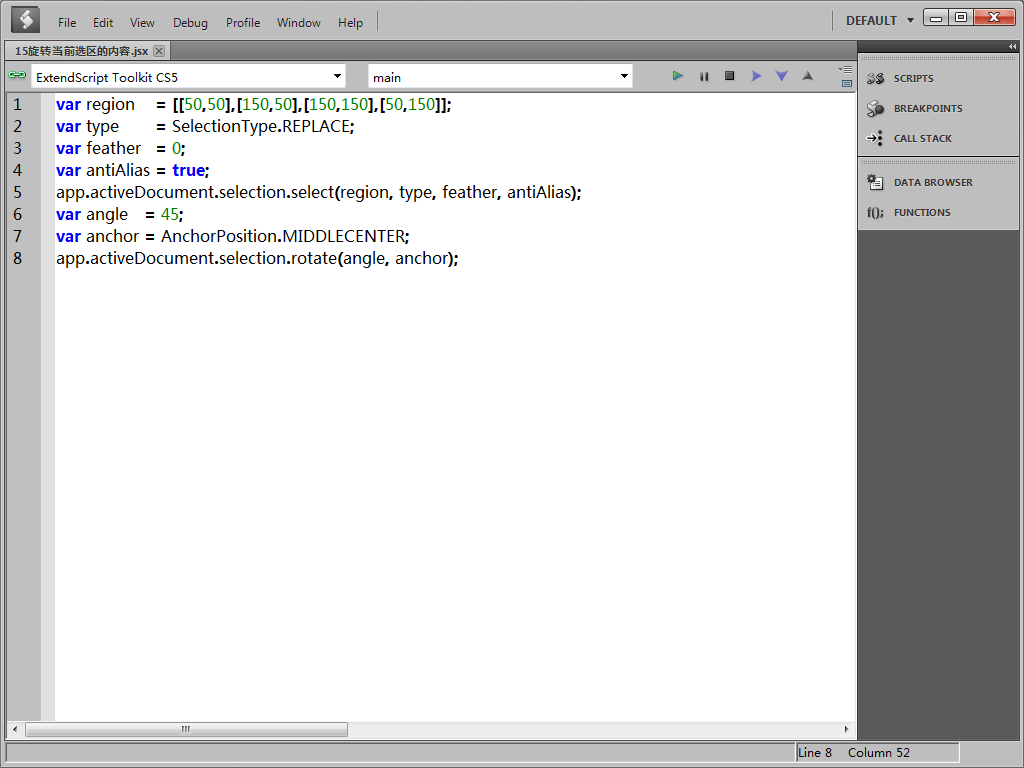 File Edit View Debug Profile Window Help DEFAULT
15旋转当前选区的内容.jsx
ExtendScript Toolkit CS5 main
1 var region = [[50,50],[150,50],[150,150],[50,150]];
2 var type = SelectionType.REPLACE;
3 var feather = 0;
4 var antiAlias = true;
5 app.activeDocument.selection.select(region, type, feather, antiAlias);
6 var angle = 45;
7 var anchor = AnchorPosition.MIDDLECENTER;
8 app.activeDocument.selection.rotate(angle, anchor);
SCRIPTS
BREAKPOINTS
CALL STACK
DATA BROWSER
f(); FUNCTIONS
Line 8 Column 52